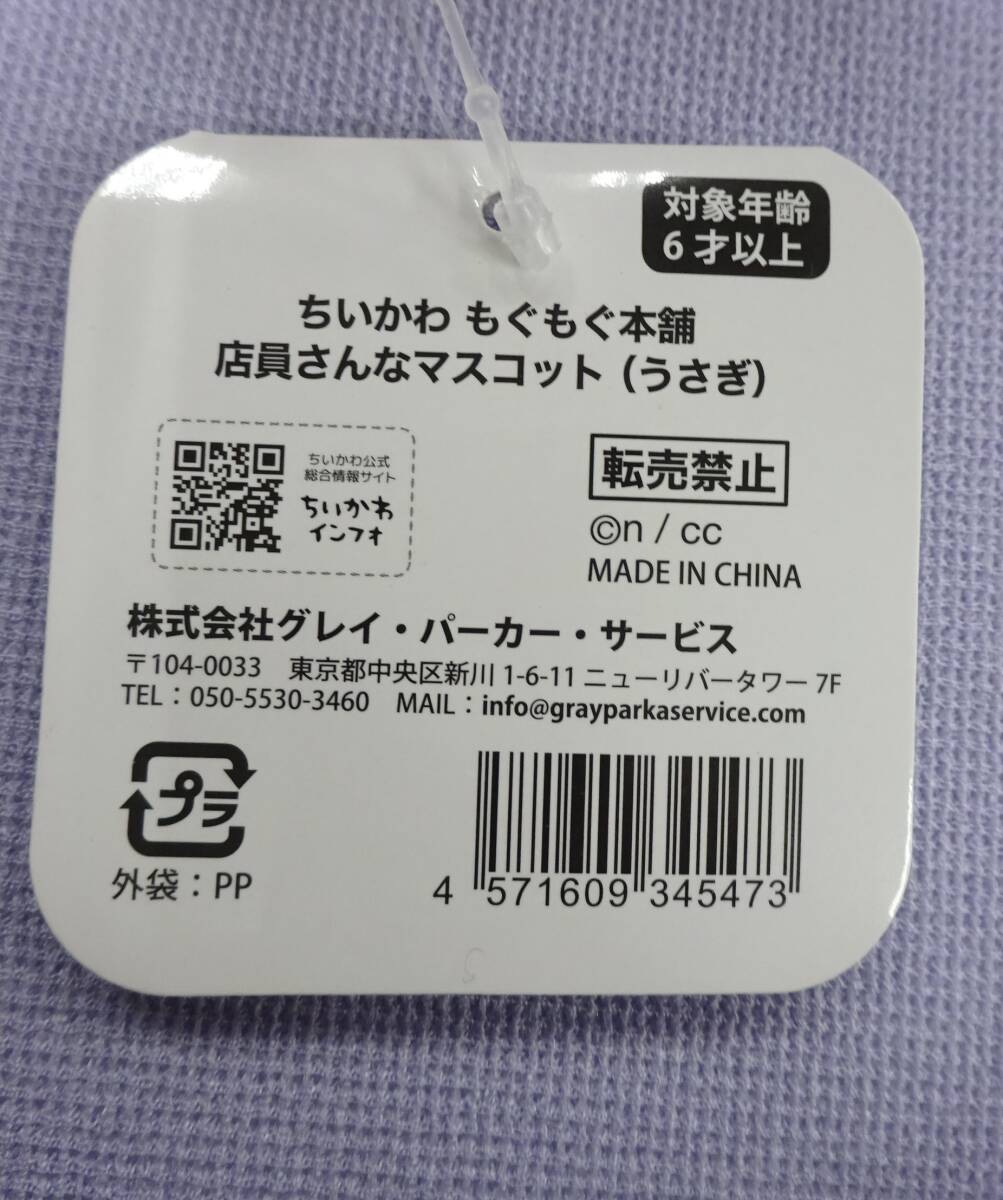 対象年齢
6才以上
ちいかわ もぐもぐ本舗
店員さんなマスコット（うさぎ）
ちいかわ公式
総合情報サイト
ちいかわ
インフォ
転売禁止
©n / cc
MADE IN CHINA
株式会社グレイ・パーカー・サービス
〒104-0033　東京都中央区新川 1-6-11 ニューリバータワー 7F
TEL：050-5530-3460　MAIL：info@grayparkaservice.com
プラ
外袋：PP
4 571609 345473